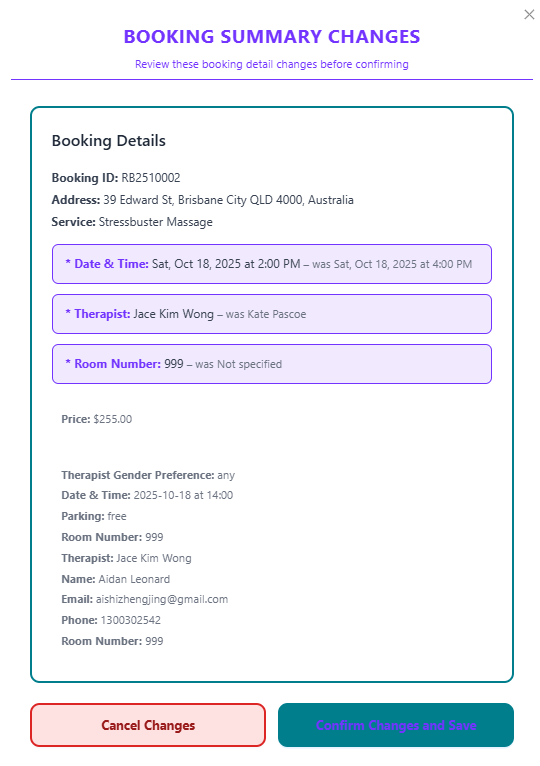 BOOKING SUMMARY CHANGES
Review these booking detail changes before confirming
Booking Details
Booking ID: RB2510002
Address: 39 Edward St, Brisbane City QLD 4000, Australia
Service: Stressbuster Massage
* Date & Time: Sat, Oct 18, 2025 at 2:00 PM – was Sat, Oct 18, 2025 at 4:00 PM
* Therapist: Jace Kim Wong – was Kate Pascoe
* Room Number: 999 – was Not specified
Price: $255.00
Therapist Gender Preference: any
Date & Time: 2025-10-18 at 14:00
Parking: free
Room Number: 999
Therapist: Jace Kim Wong
Name: Aidan Leonard
Email: aishizhengjing@gmail.com
Phone: 1300302542
Room Number: 999
Cancel Changes
Confirm Changes and Save